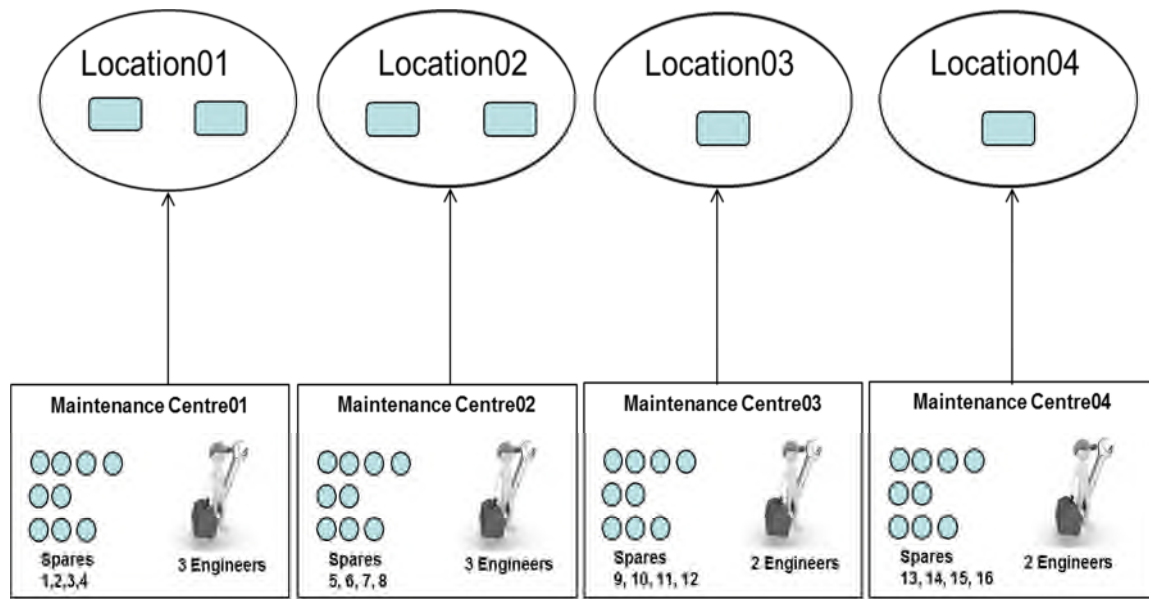 Location01
Location02
Location03
Location04
Maintenance Centre01
Spares
1,2,3,4
3 Engineers
Maintenance Centre02
Spares
5, 6, 7, 8
3 Engineers
Maintenance Centre03
Spares
9, 10, 11, 12
2 Engineers
Maintenance Centre04
Spares
13, 14, 15, 16
2 Engineers